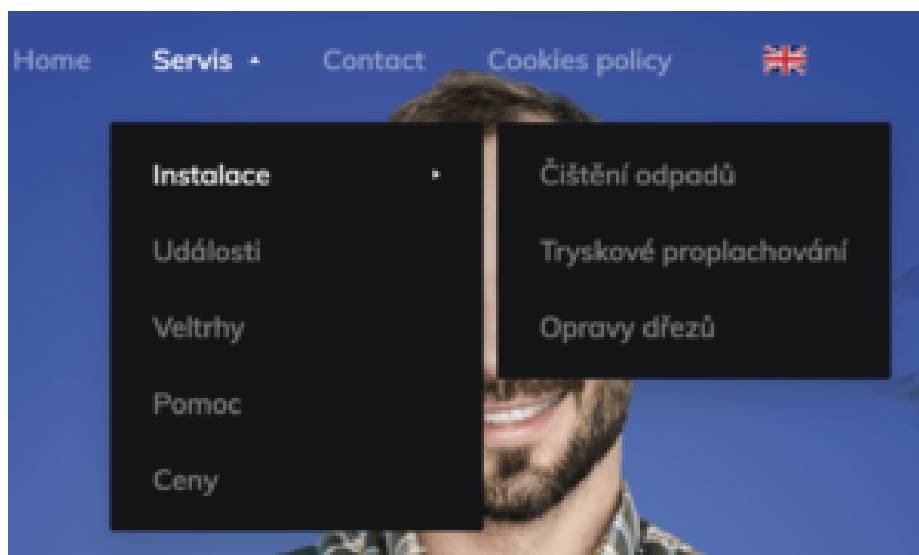 Home Servis Contact Cookies policy
Instalace
Události
Veltrhy
Pomoc
Ceny
Čištění odpadů
Tryskové proplachování
Opravy dřezů